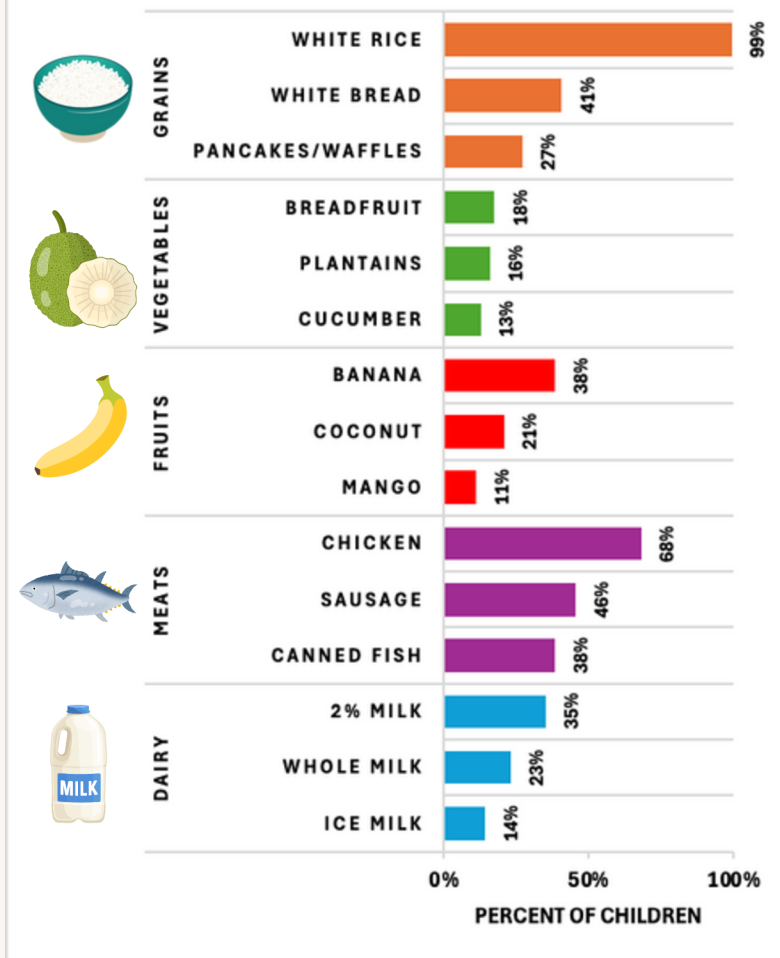 GRAINS
WHITE RICE 99%
WHITE BREAD 41%
PANCAKES/WAFFLES 27%
VEGETABLES
BREADFRUIT 18%
PLANTAINS 16%
CUCUMBER 13%
FRUITS
BANANA 38%
COCONUT 21%
MANGO 11%
MEATS
CHICKEN 68%
SAUSAGE 46%
CANNED FISH 38%
DAIRY
MILK
2% MILK 35%
WHOLE MILK 23%
ICE MILK 14%
0% 50% 100%
PERCENT OF CHILDREN